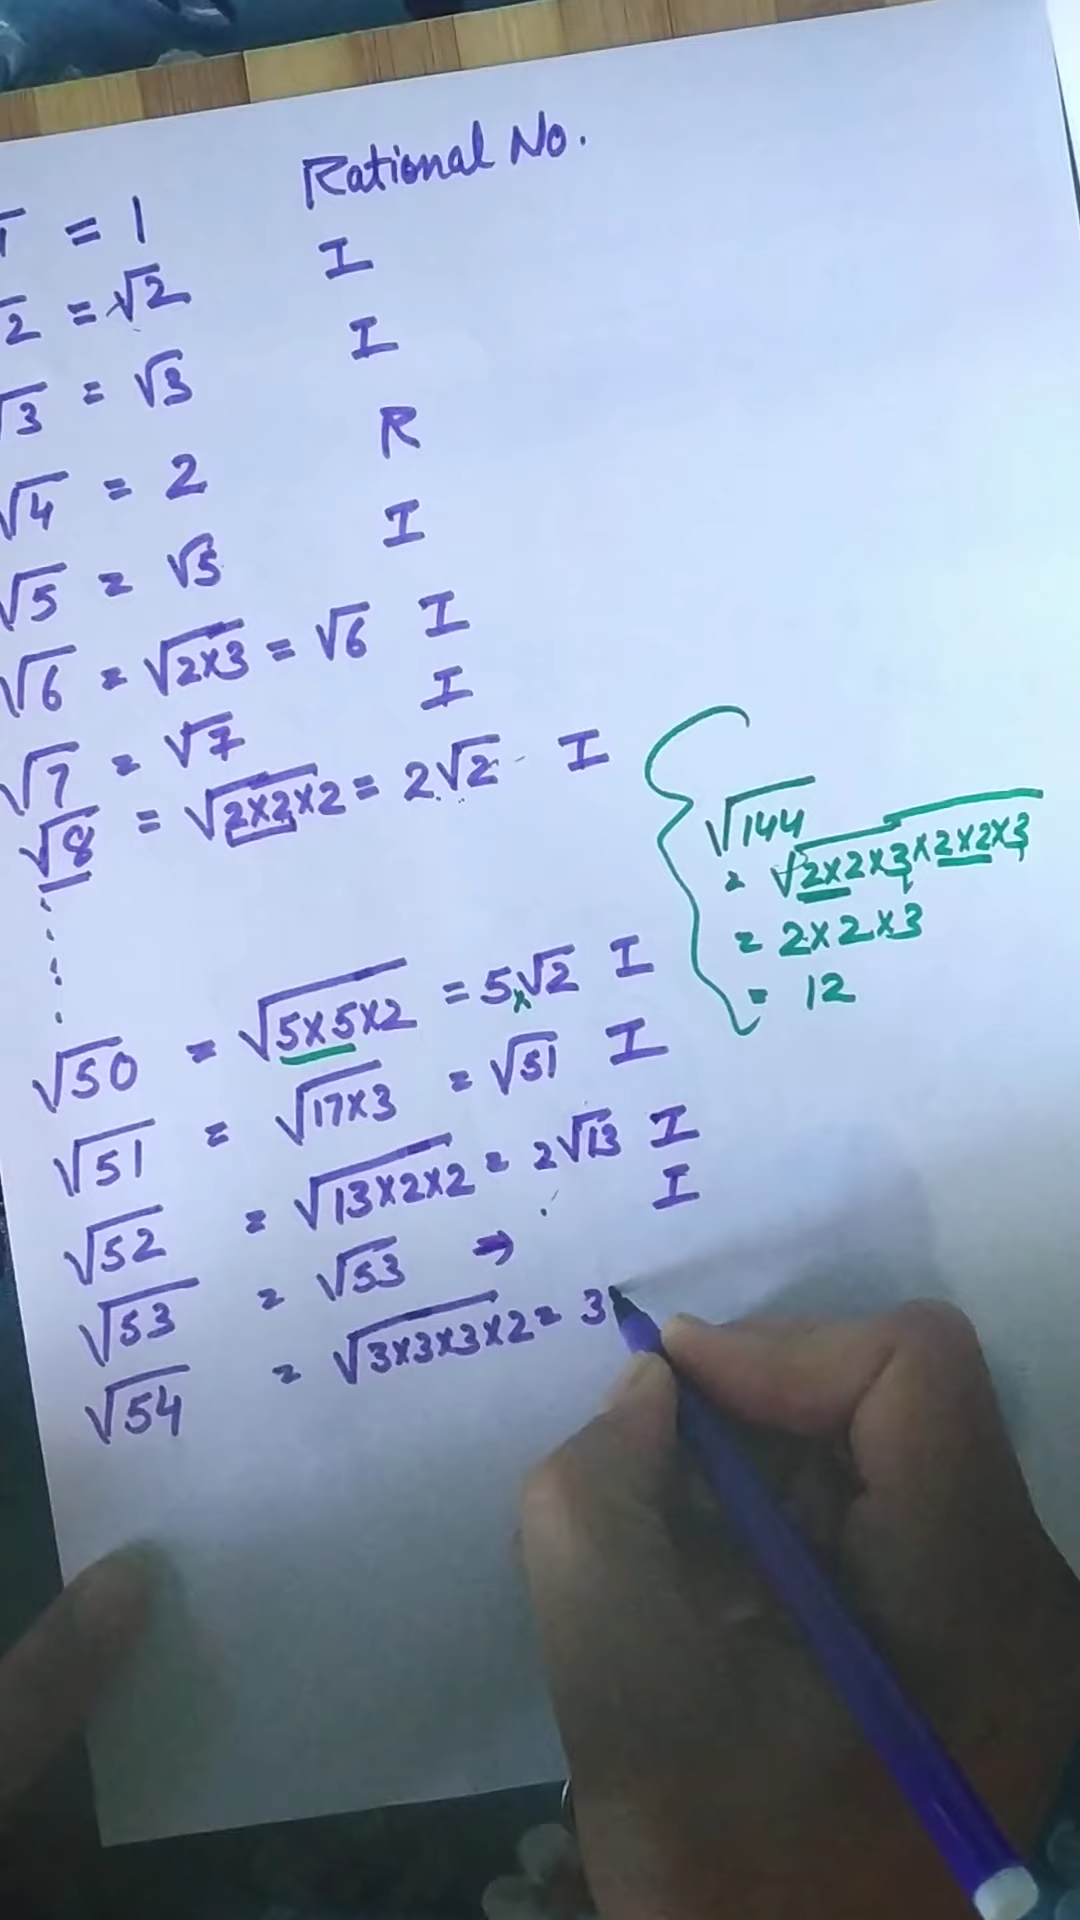 Rational No.
= 1
√2 = √2 I
√3 = √3 I
√4 = 2 R
√5 = √5 I
√6 = √2×3 = √6 I
√7 = √7 I
√8 = √2×2×2 = 2√2 I
√144
= √2×2×3×2×2×3
= 2×2×3
= 12
√50 = √5×5×2 = 5×√2 I
√51 = √17×3 = √51 I
√52 = √13×2×2 = 2√13 I
√53 = √53 → I
√54 = √3×3×3×2 = 3